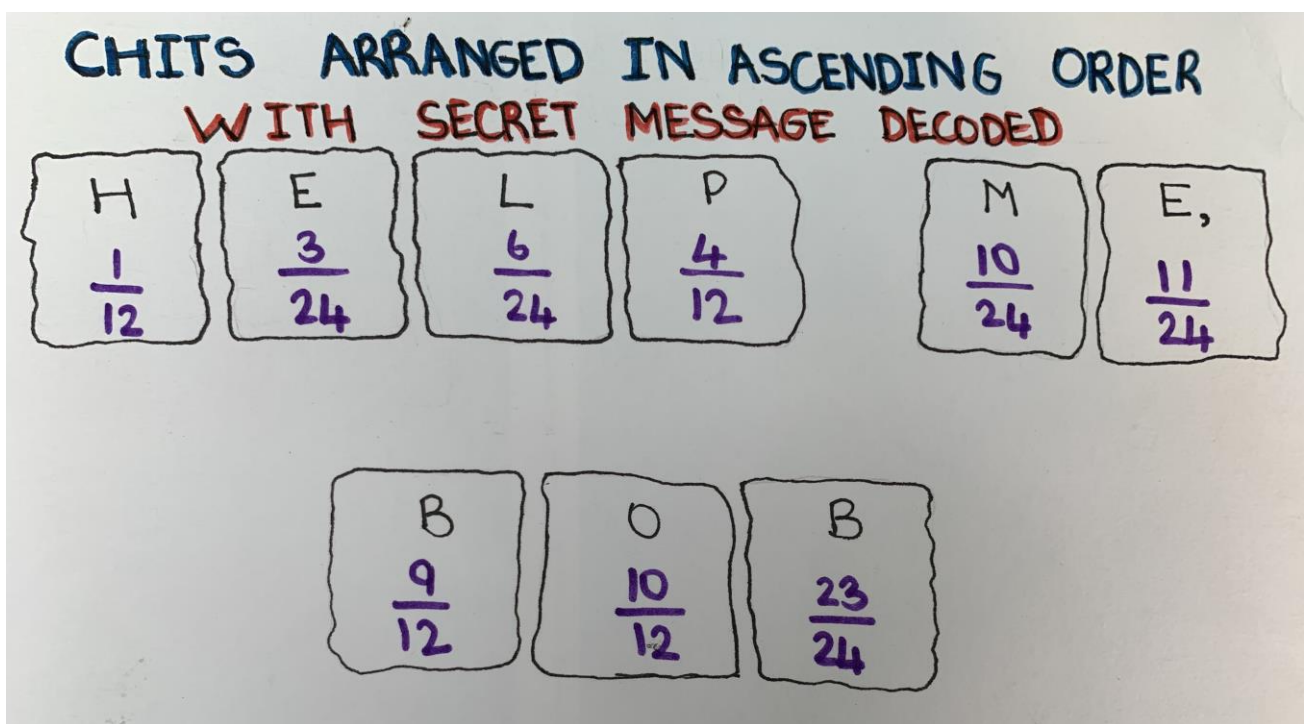 CHITS ARRANGED IN ASCENDING ORDER
WITH SECRET MESSAGE DECODED
H E L P M E,
1/12 3/24 6/24 4/12 10/24 11/24
B O B
9/12 10/12 23/24